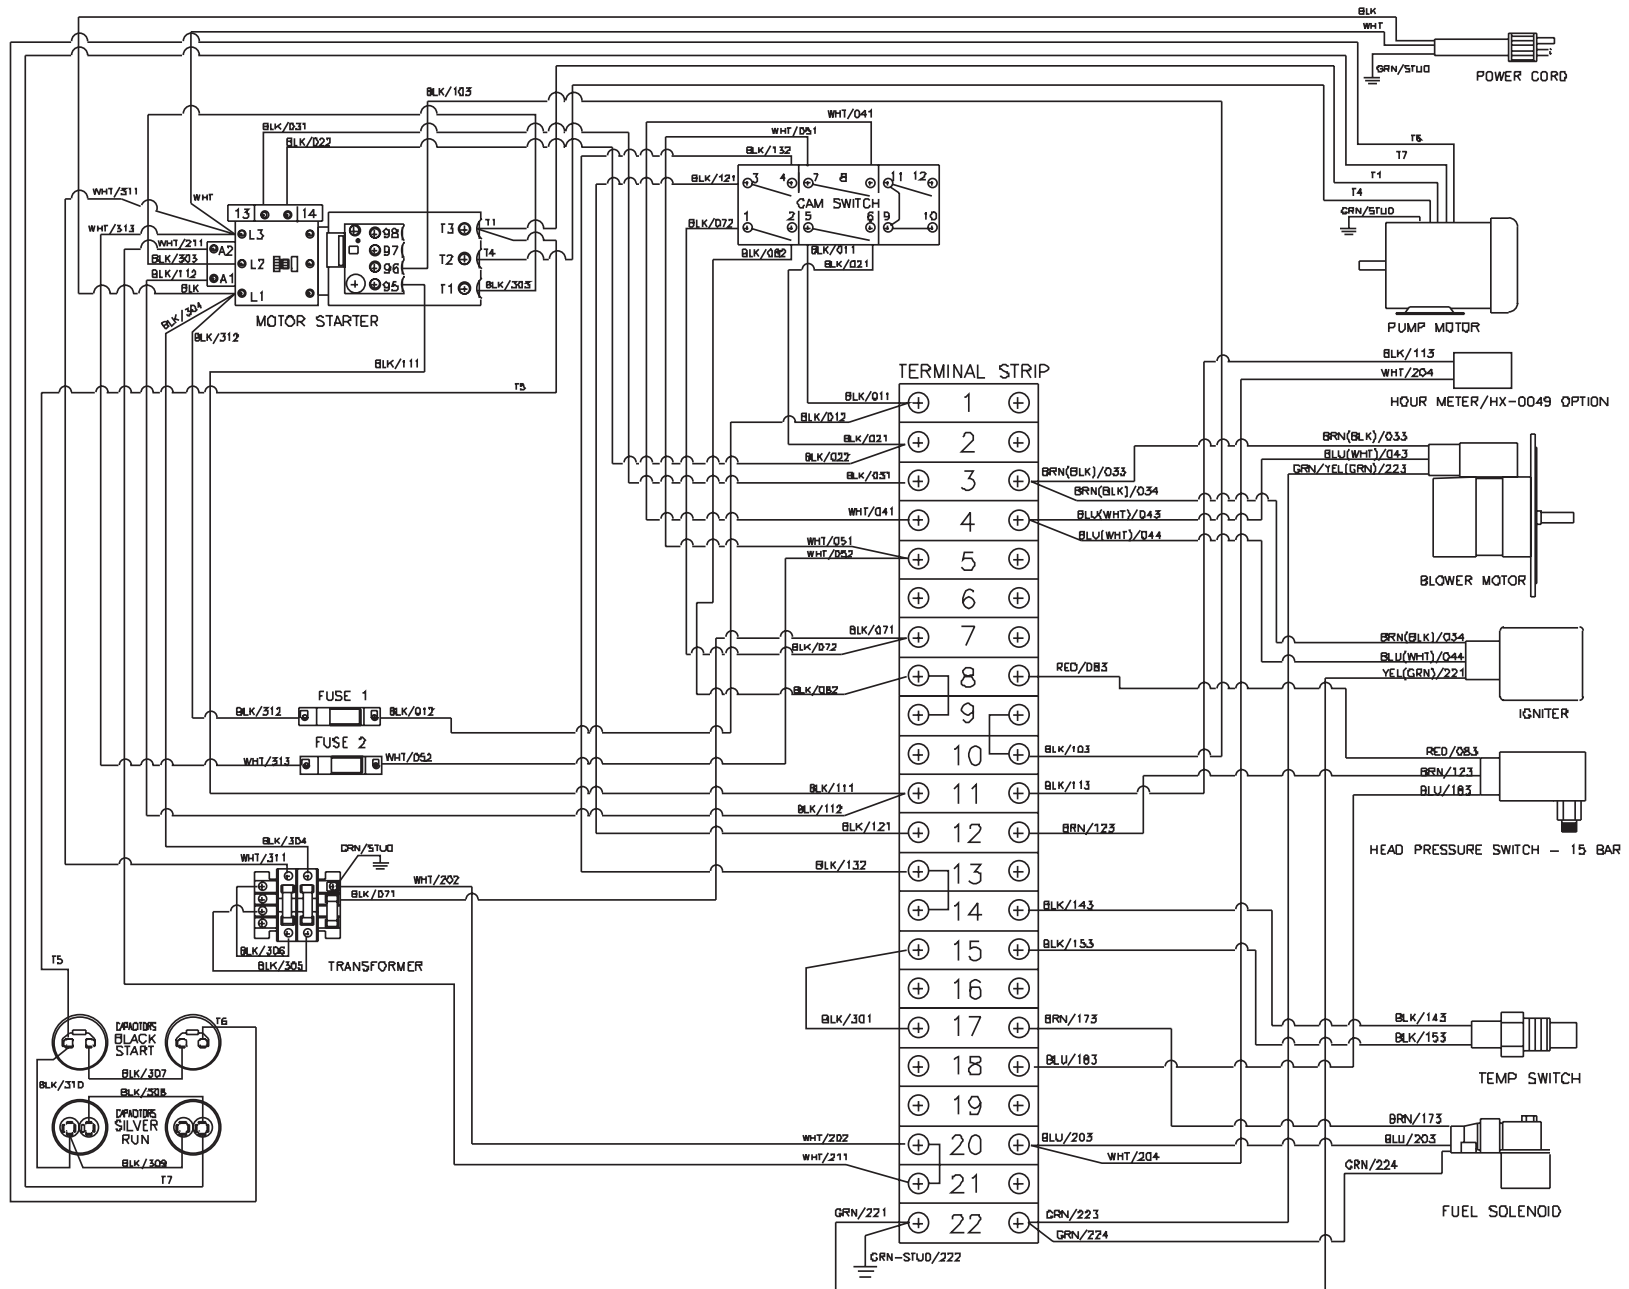 BLK
WHT
GRN/STUD
POWER CORD
BLK/103
WHT/041
WHT/051
BLK/132
BLK/031
BLK/022
T6
T7
T1
T4
GRN/STUD
PUMP MOTOR
BLK/121
3 4 7 8 11 12
CAM SWITCH
1 2 5 6 9 10
BLK/072
BLK/082
BLK/011
BLK/021
WHT/311
WHT
WHT/313
WHT/211
BLK/303
BLK/112
BLK
13 14
L3
A2
L2
A1
L1
98
97
96
95
T3
T2
T1
T1
T4
BLK/303
MOTOR STARTER
BLK/304
BLK/312
BLK/111
T5
BLK/113
WHT/204
HOUR METER/HX-0049 OPTION
TERMINAL STRIP
1
2
3
4
5
6
7
8
9
10
11
12
13
14
15
16
17
18
19
20
21
22
BLK/011
BLK/012
BLK/021
BLK/022
BLK/031
WHT/041
WHT/051
WHT/052
BLK/071
BLK/072
BLK/082
BLK/111
BLK/112
BLK/121
BLK/132
BLK/301
WHT/202
WHT/211
GRN/221
GRN-STUD/222
BRN(BLK)/033
BRN(BLK)/034
BLU(WHT)/043
BLU(WHT)/044
RED/083
BLK/103
BLK/113
BRN/123
BLK/143
BLK/153
BRN/173
BLU/183
BLU/203
WHT/204
GRN/223
GRN/224
BRN(BLK)/033
BLU(WHT)/043
GRN/YEL(GRN)/223
BLOWER MOTOR
BRN(BLK)/034
BLU(WHT)/044
YEL(GRN)/221
IGNITER
RED/083
BRN/123
BLU/183
HEAD PRESSURE SWITCH - 15 BAR
BLK/143
BLK/153
TEMP SWITCH
BRN/173
BLU/203
GRN/224
FUEL SOLENOID
FUSE 1
BLK/312
BLK/012
FUSE 2
WHT/313
WHT/052
BLK/304
WHT/311
GRN/STUD
WHT/202
BLK/071
BLK/306
BLK/305
TRANSFORMER
T5
T6
CAPACITORS
BLACK
START
BLK/310
BLK/307
BLK/308
CAPACITORS
SILVER
RUN
BLK/309
T7